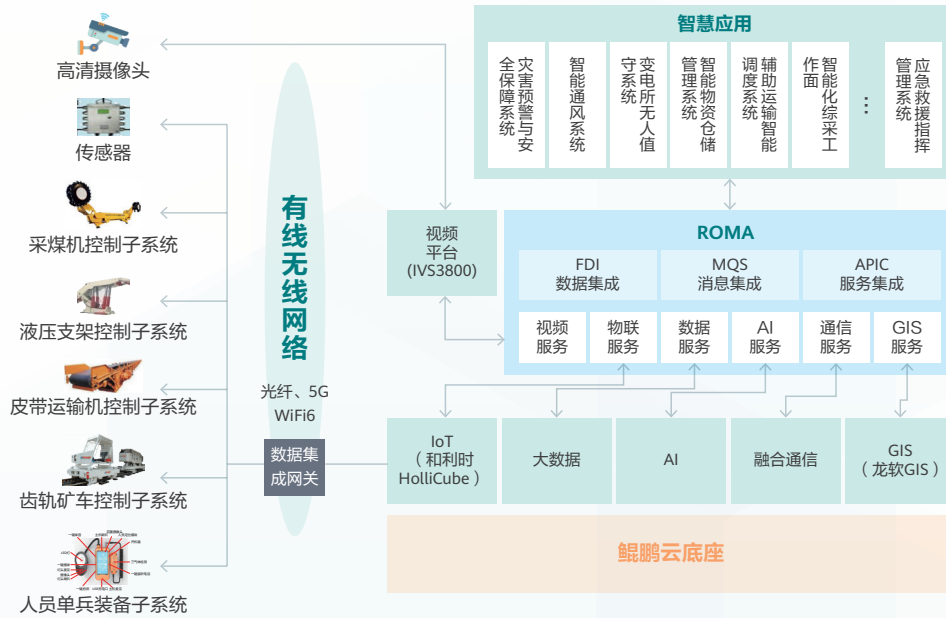 高清摄像头
传感器
采煤机控制子系统
液压支架控制子系统
皮带运输机控制子系统
齿轨矿车控制子系统
人员单兵装备子系统
有线无线网络
光纤、5G
WiFi6
数据集
成网关
智慧应用
灾害预警与安
全保障系统
智能通风系统
变电所无人值
守系统
智能物资仓储
管理系统
辅助运输智能
调度系统
智能化综采工
作面
…
应急救援指挥
管理系统
视频
平台
(IVS3800)
ROMA
FDI
数据集成
MQS
消息集成
APIC
服务集成
视频
服务
物联
服务
数据
服务
AI
服务
通信
服务
GIS
服务
IoT
（和利时
HolliCube）
大数据
AI
融合通信
GIS
（龙软GIS）
鲲鹏云底座